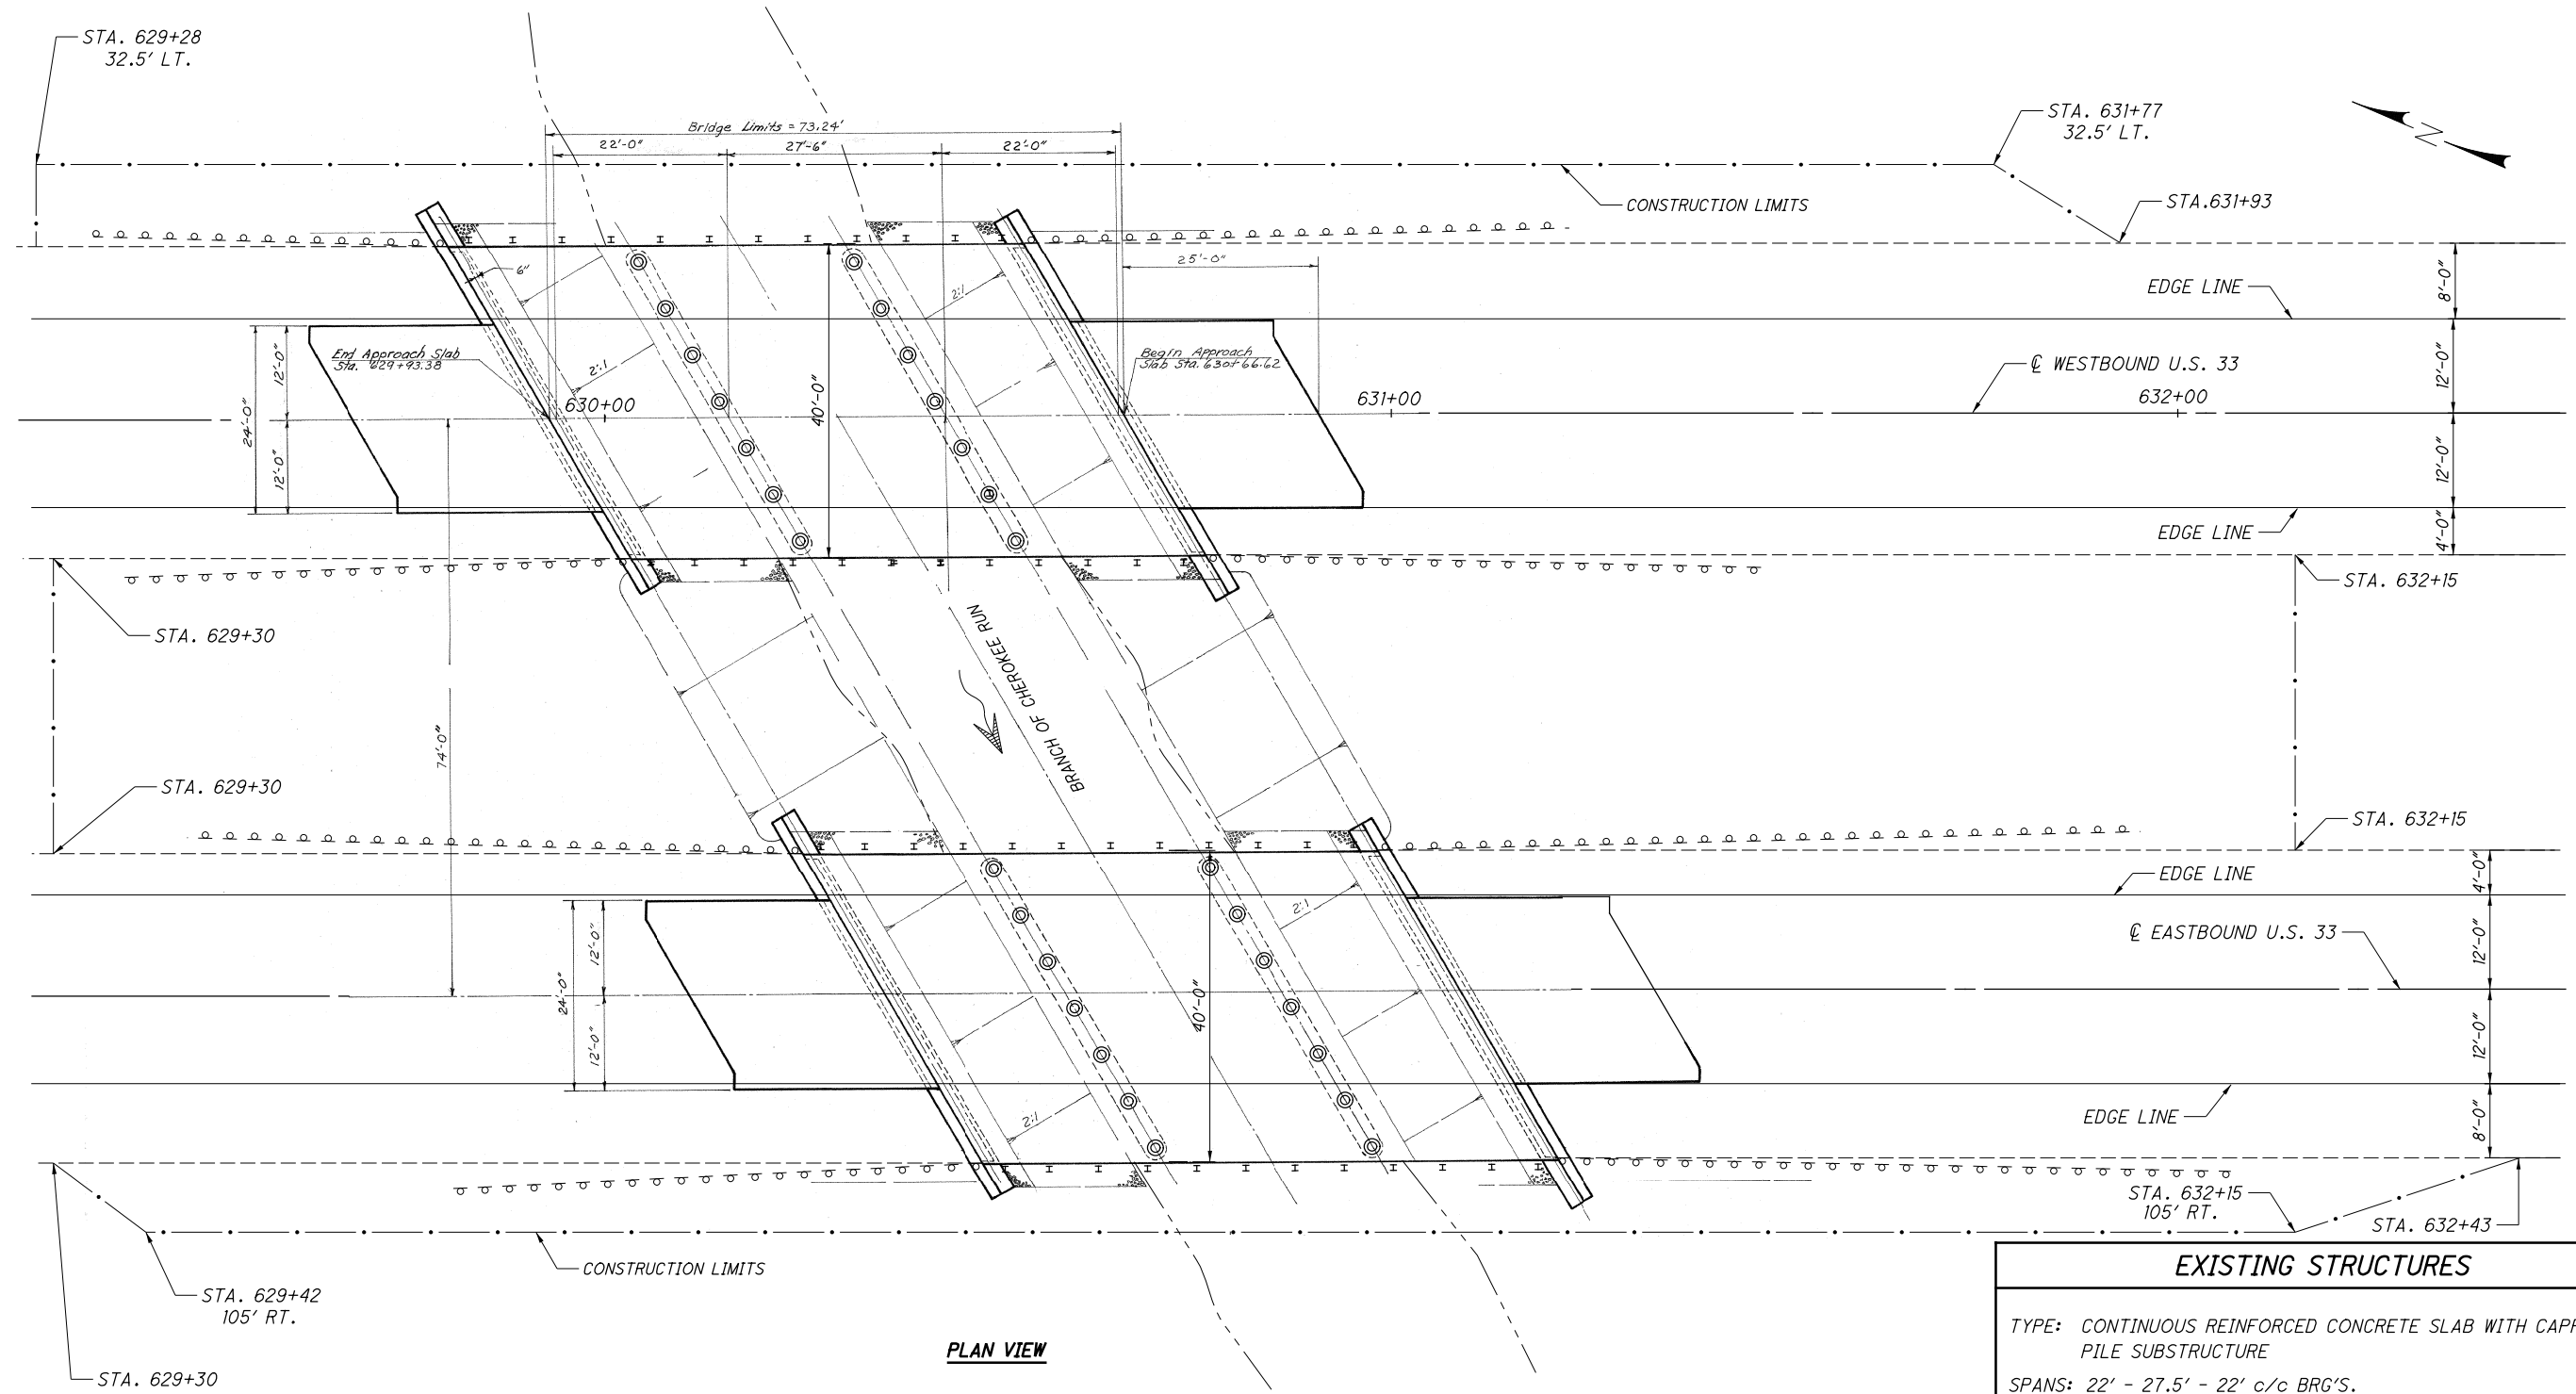 STA. 629+28
32.5' LT.
STA. 631+77
32.5' LT.
N
Bridge Limits = 73.24'
22'-0"
27'-6"
22'-0"
CONSTRUCTION LIMITS
STA.631+93
6"
25'-0"
2:1
8'-0"
EDGE LINE
End Approach Slab
Sta. 629+93.38
Begin Approach
Slab Sta. 630+66.62
2:1
12'-0"
24'-0"
12'-0"
40'-0"
℄ WESTBOUND U.S. 33
12'-0"
630+00
631+00
632+00
12'-0"
EDGE LINE
4'-0"
STA. 632+15
STA. 629+30
BRANCH OF CHEROKEE RUN
74'-0"
STA. 629+30
STA. 632+15
EDGE LINE
4'-0"
2:1
12'-0"
24'-0"
12'-0"
40'-0"
℄ EASTBOUND U.S. 33
12'-0"
12'-0"
2:1
EDGE LINE
8'-0"
STA. 632+15
105' RT.
STA. 632+43
CONSTRUCTION LIMITS
STA. 629+42
105' RT.
STA. 629+30
PLAN VIEW
EXISTING STRUCTURES
TYPE: CONTINUOUS REINFORCED CONCRETE SLAB WITH CAPP
PILE SUBSTRUCTURE
SPANS: 22' - 27.5' - 22' c/c BRG'S.